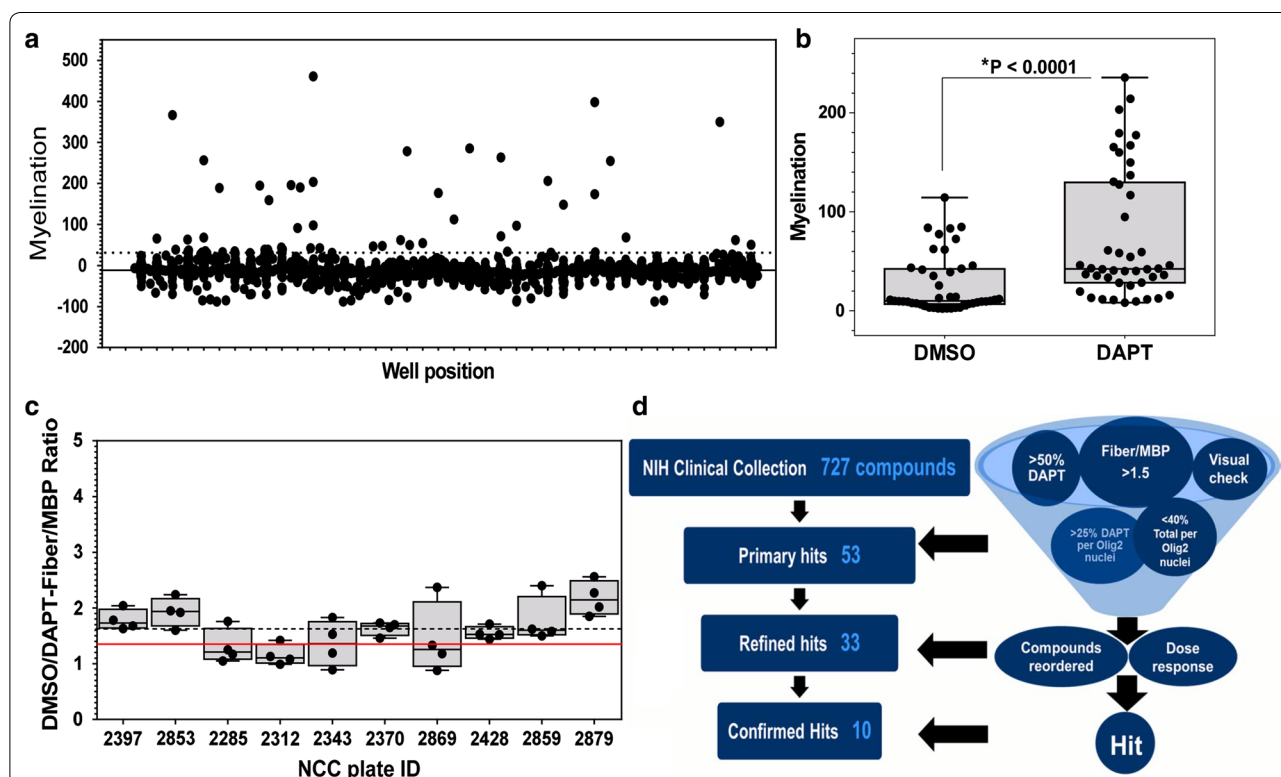 a
Myelination
500
400
300
200
100
0
-100
-200
Well position
b
*P < 0.0001
Myelination
200
100
0
DMSO
DAPT
c
DMSO/DAPT-Fiber/MBP Ratio
5
4
3
2
1
0
2397 2853 2285 2312 2343 2370 2869 2428 2859 2879
NCC plate ID
d
NIH Clinical Collection 727 compounds
Primary hits 53
Refined hits 33
Confirmed Hits 10
>50%
DAPT
Fiber/MBP
>1.5
Visual
check
>25% DAPT
per Olig2
nuclei
<40%
Total per
Olig2
nuclei
Compounds
reordered
Dose
response
Hit